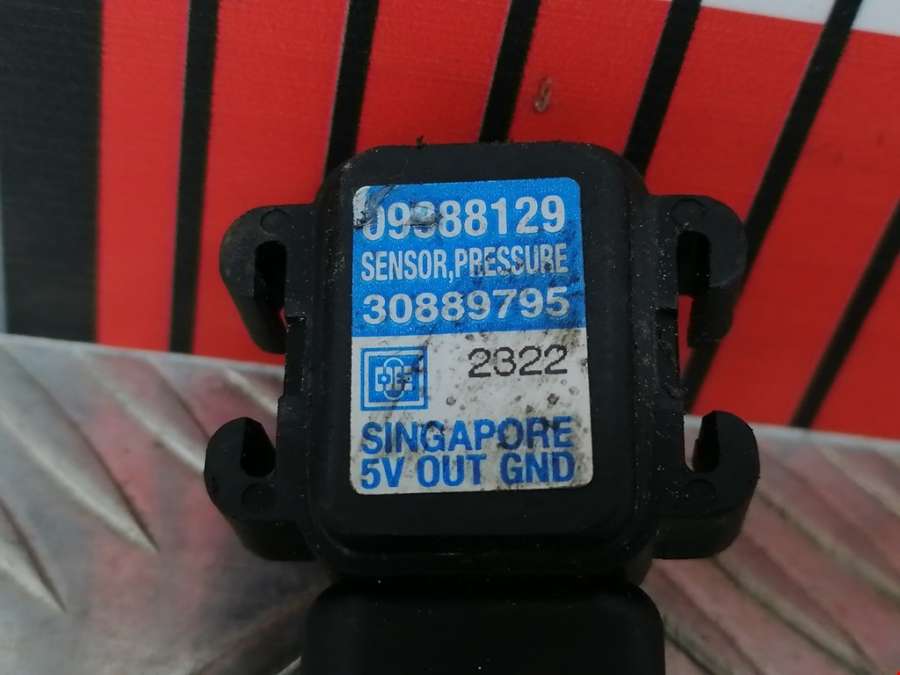 09388129
SENSOR,PRESSURE
30889795
2322
SINGAPORE
5V OUT GND